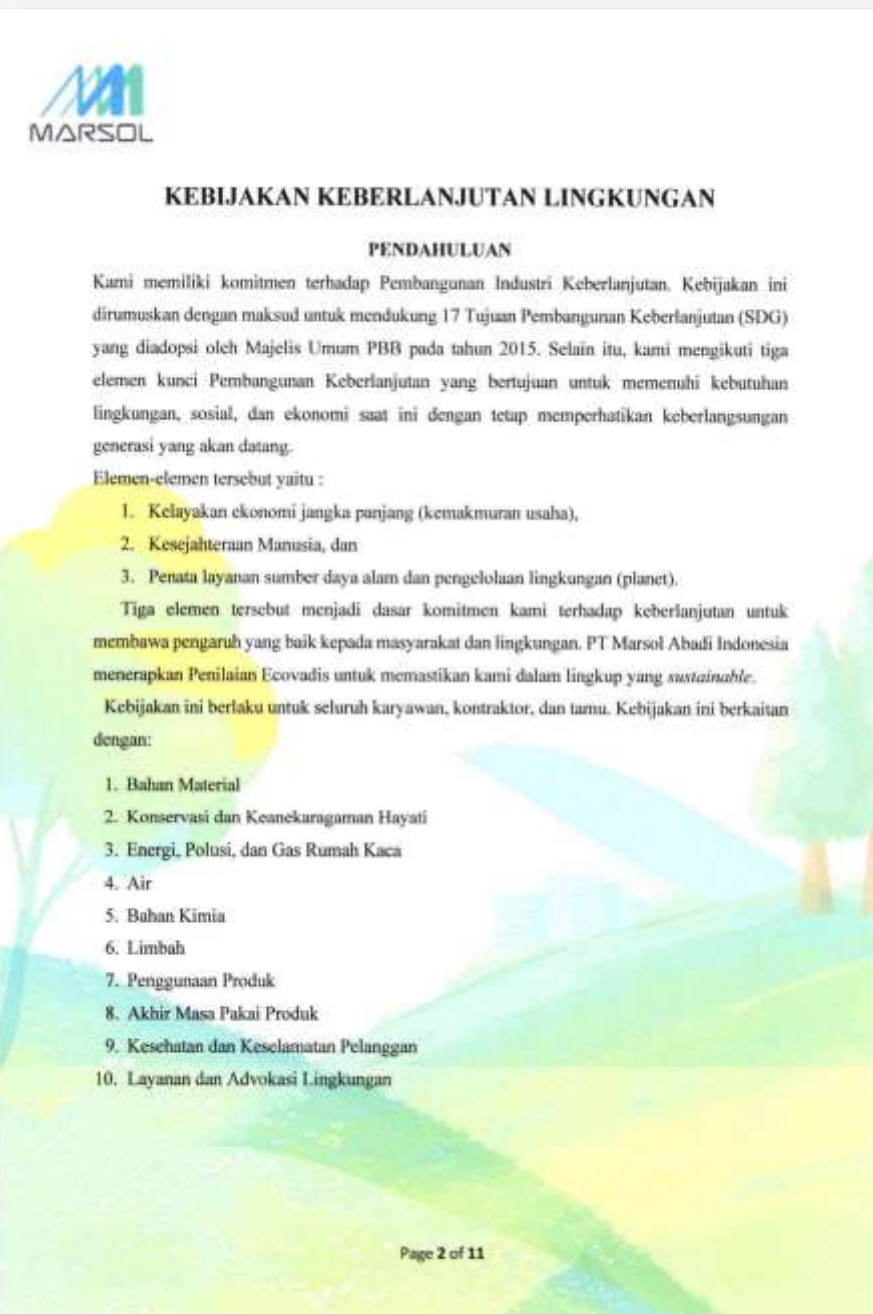 MARSOL
KEBIJAKAN KEBERLANJUTAN LINGKUNGAN
PENDAHULUAN
Kami memiliki komitmen terhadap Pembangunan Industri Keberlanjutan. Kebijakan ini
dirumuskan dengan maksud untuk mendukung 17 Tujuan Pembangunan Keberlanjutan (SDG)
yang diadopsi oleh Majelis Umum PBB pada tahun 2015. Selain itu, kami mengikuti tiga
elemen kunci Pembangunan Keberlanjutan yang bertujuan untuk memenuhi kebutuhan
lingkungan, sosial, dan ekonomi saat ini dengan tetap memperhatikan keberlangsungan
generasi yang akan datang.
Elemen-elemen tersebut yaitu :
1. Kelayakan ekonomi jangka panjang (kemakmuran usaha),
2. Kesejahteraan Manusia, dan
3. Penata layanan sumber daya alam dan pengelolaan lingkungan (planet).
Tiga elemen tersebut menjadi dasar komitmen kami terhadap keberlanjutan untuk
membawa pengaruh yang baik kepada masyarakat dan lingkungan. PT Marsol Abadi Indonesia
menerapkan Penilaian Ecovadis untuk memastikan kami dalam lingkup yang sustainable.
Kebijakan ini berlaku untuk seluruh karyawan, kontraktor, dan tamu. Kebijakan ini berkaitan
dengan:
1. Bahan Material
2. Konservasi dan Keanekaragaman Hayati
3. Energi, Polusi, dan Gas Rumah Kaca
4. Air
5. Bahan Kimia
6. Limbah
7. Penggunaan Produk
8. Akhir Masa Pakai Produk
9. Kesehatan dan Keselamatan Pelanggan
10. Layanan dan Advokasi Lingkungan
Page 2 of 11